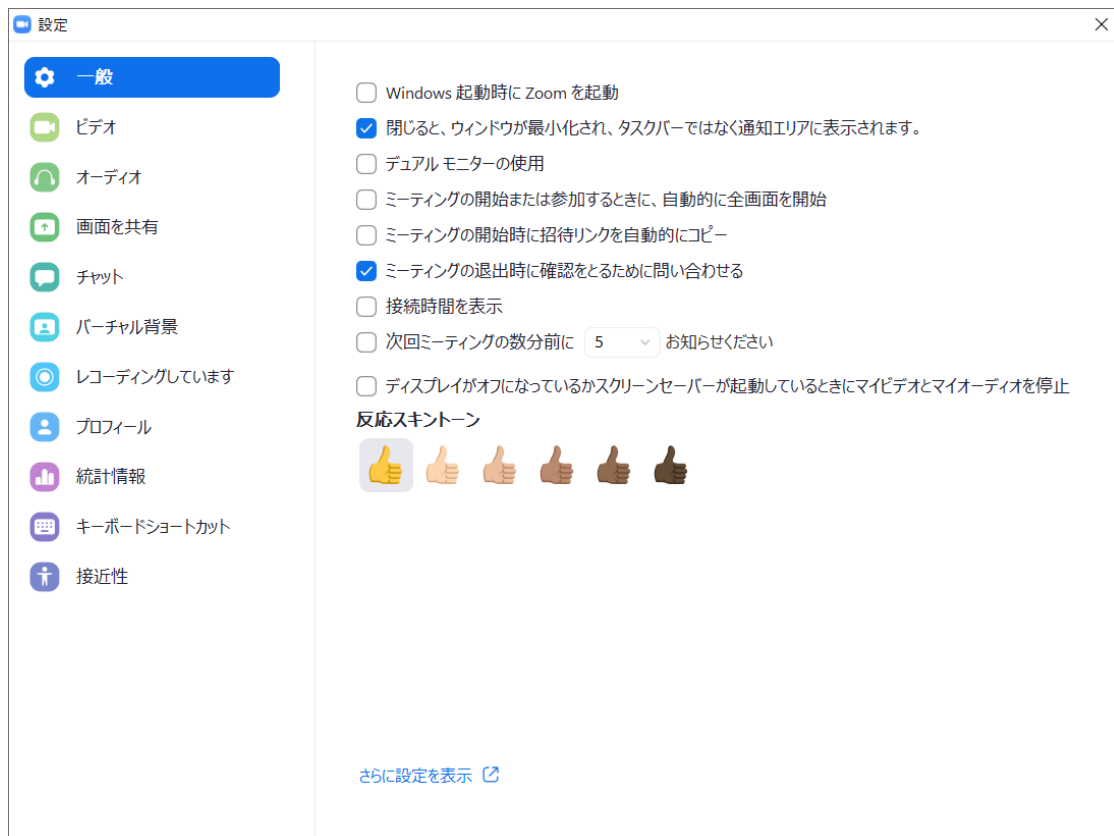 設定
一般
ビデオ
オーディオ
画面を共有
チャット
バーチャル背景
レコーディングしています
プロフィール
統計情報
キーボードショートカット
接近性
Windows 起動時に Zoom を起動
閉じると、ウィンドウが最小化され、タスクバーではなく通知エリアに表示されます。
デュアル モニターの使用
ミーティングの開始または参加するときに、自動的に全画面を開始
ミーティングの開始時に招待リンクを自動的にコピー
ミーティングの退出時に確認をとるために問い合わせる
接続時間を表示
次回ミーティングの数分前に 5 お知らせください
ディスプレイがオフになっているかスクリーンセーバーが起動しているときにマイビデオとマイオーディオを停止
反応スキントーン
さらに設定を表示